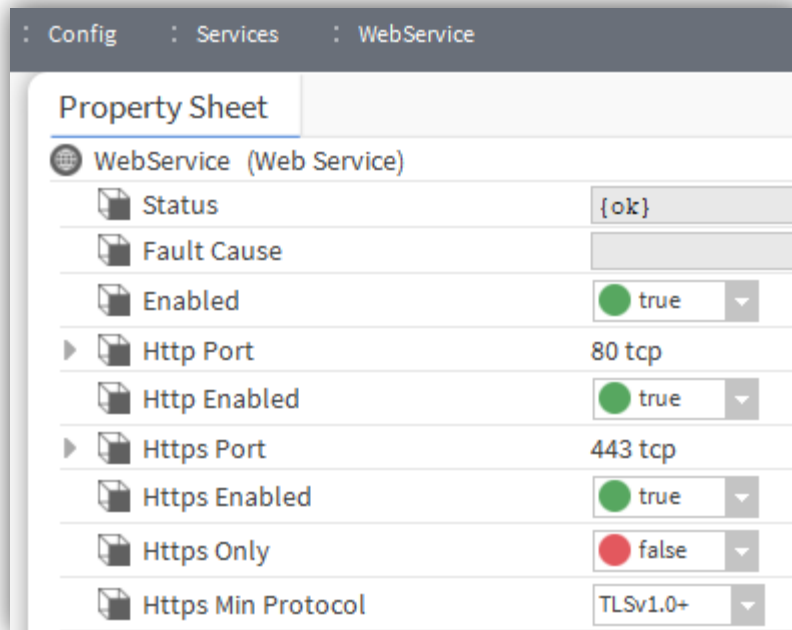 : Config : Services : WebService
Property Sheet
WebService (Web Service)
Status {ok}
Fault Cause
Enabled true
Http Port 80 tcp
Http Enabled true
Https Port 443 tcp
Https Enabled true
Https Only false
Https Min Protocol TLSv1.0+